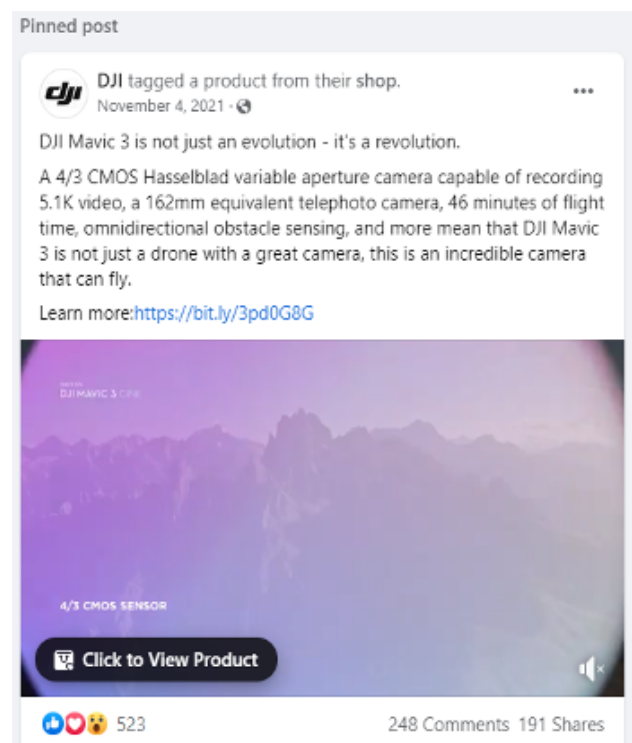 Pinned post
dji
DJI tagged a product from their shop.
November 4, 2021 ·
DJI Mavic 3 is not just an evolution - it's a revolution.
A 4/3 CMOS Hasselblad variable aperture camera capable of recording
5.1K video, a 162mm equivalent telephoto camera, 46 minutes of flight
time, omnidirectional obstacle sensing, and more mean that DJI Mavic
3 is not just a drone with a great camera, this is an incredible camera
that can fly.
Learn more:https://bit.ly/3pd0G8G
DJI MAVIC 3 CINE
4/3 CMOS SENSOR
Click to View Product
523
248 Comments 191 Shares